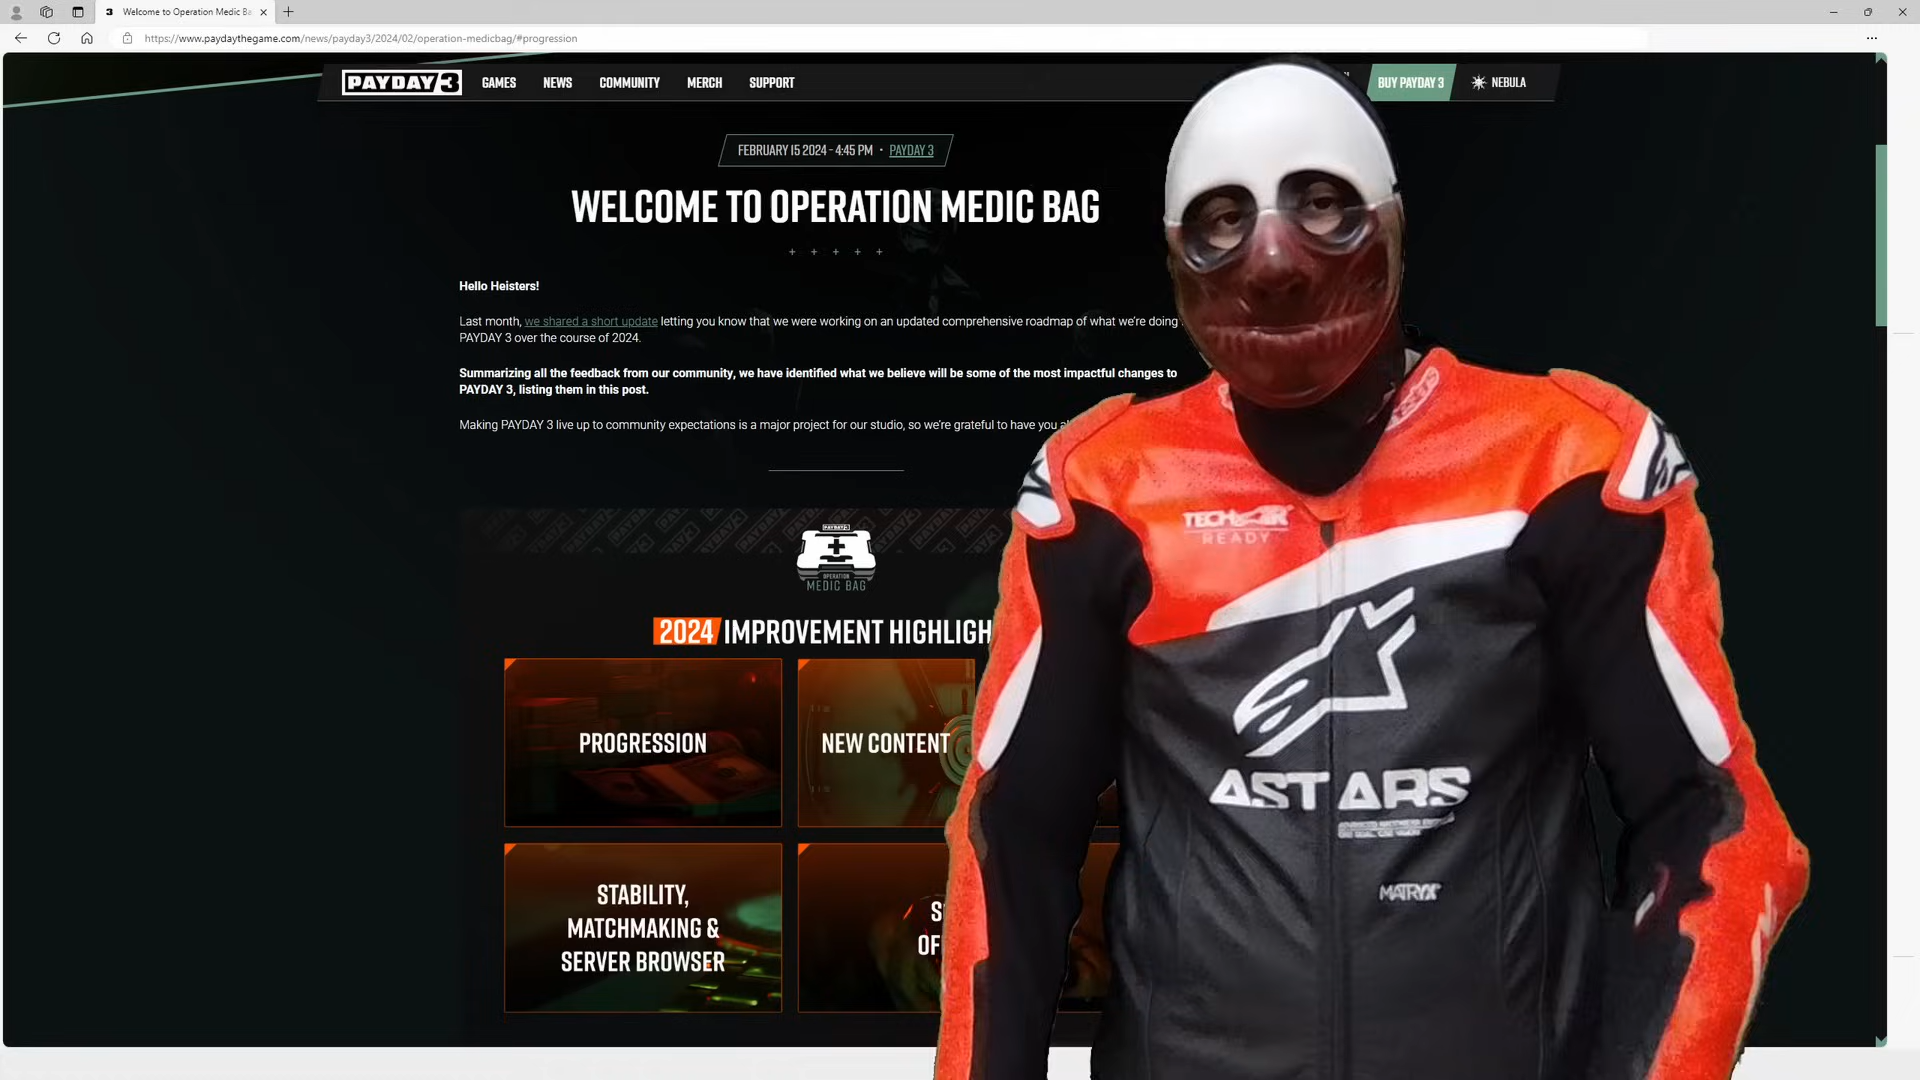 Welcome to Operation Medic Ba
https://www.paydaythegame.com/news/payday3/2024/02/operation-medicbag/#progression
PAYDAY 3
GAMES
NEWS
COMMUNITY
MERCH
SUPPORT
BUY PAYDAY 3
NEBULA
FEBRUARY 15 2024 - 4:45 PM • PAYDAY 3
WELCOME TO OPERATION MEDIC BAG
Hello Heisters!
Last month, we shared a short update letting you know that we were working on an updated comprehensive roadmap of what we're doing
PAYDAY 3 over the course of 2024.
Summarizing all the feedback from our community, we have identified what we believe will be some of the most impactful changes to
PAYDAY 3, listing them in this post.
Making PAYDAY 3 live up to community expectations is a major project for our studio, so we're grateful to have you
PAYDAY 3
OPERATION
MEDIC BAG
2024 IMPROVEMENT HIGHLIGH
PROGRESSION
NEW CONTENT
STABILITY,
MATCHMAKING &
SERVER BROWSER
S
OF
TECH-AIR
READY
ASTARS
MATRYX